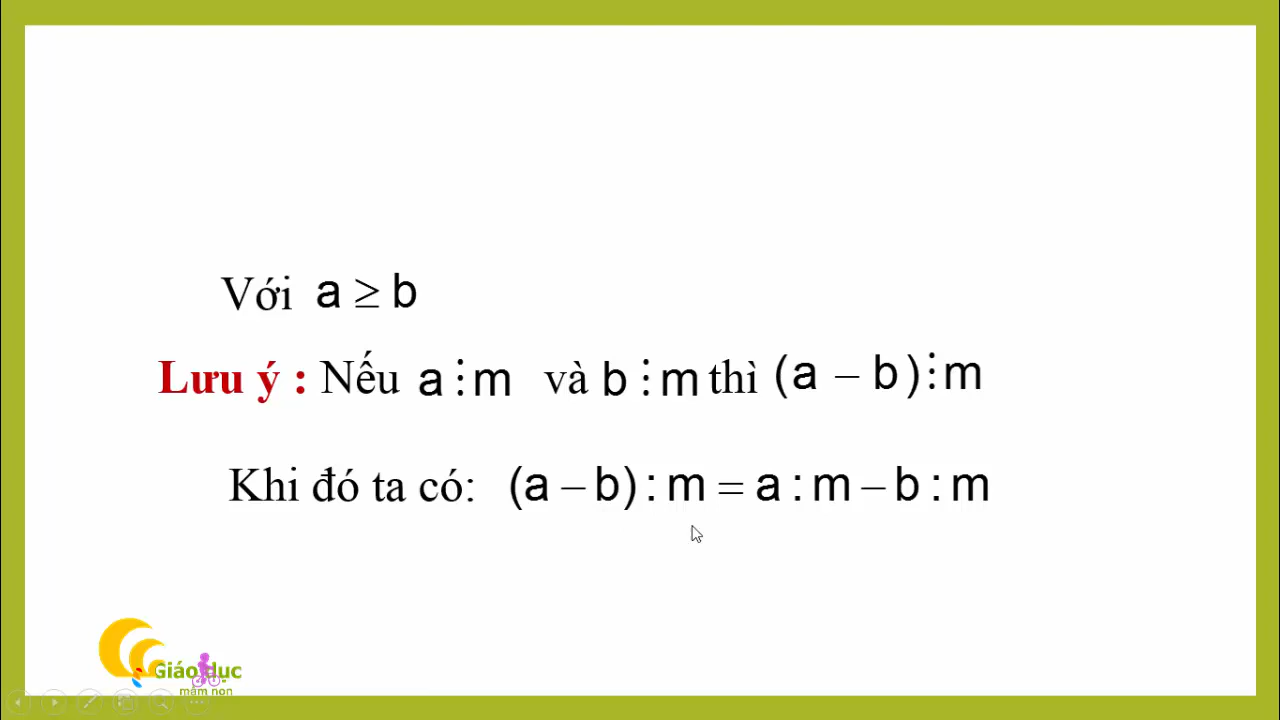 Với a ≥ b
Lưu ý : Nếu a ⋮ m và b ⋮ m thì (a – b) ⋮ m
Khi đó ta có: (a – b) : m = a : m – b : m
Giáo dục
mầm non